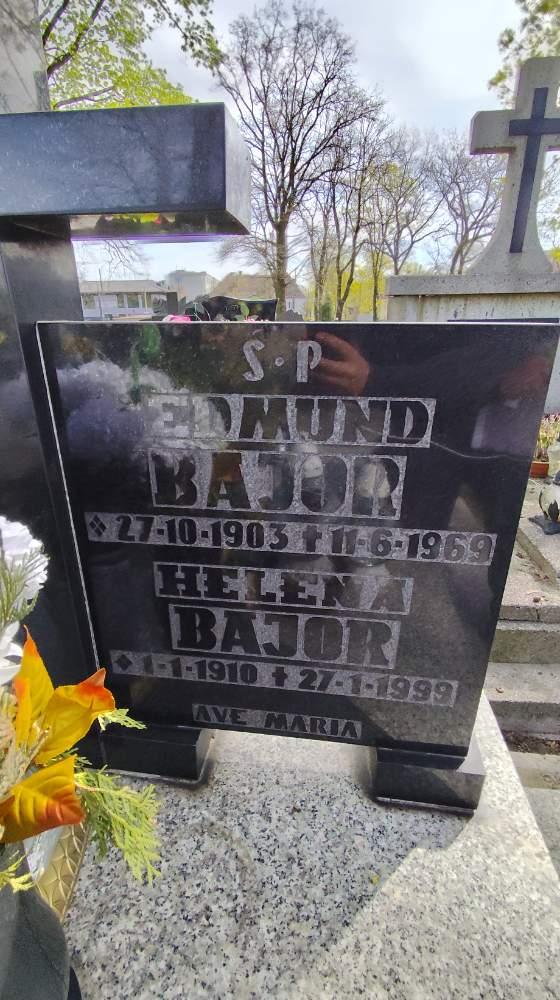 Ś·P
EDMUND
BAJOR
❖ 27-10-1903 ✝ 11-6-1969
HELENA
BAJOR
❖ 1-1-1910 ✝ 27-1-1999
AVE MARIA